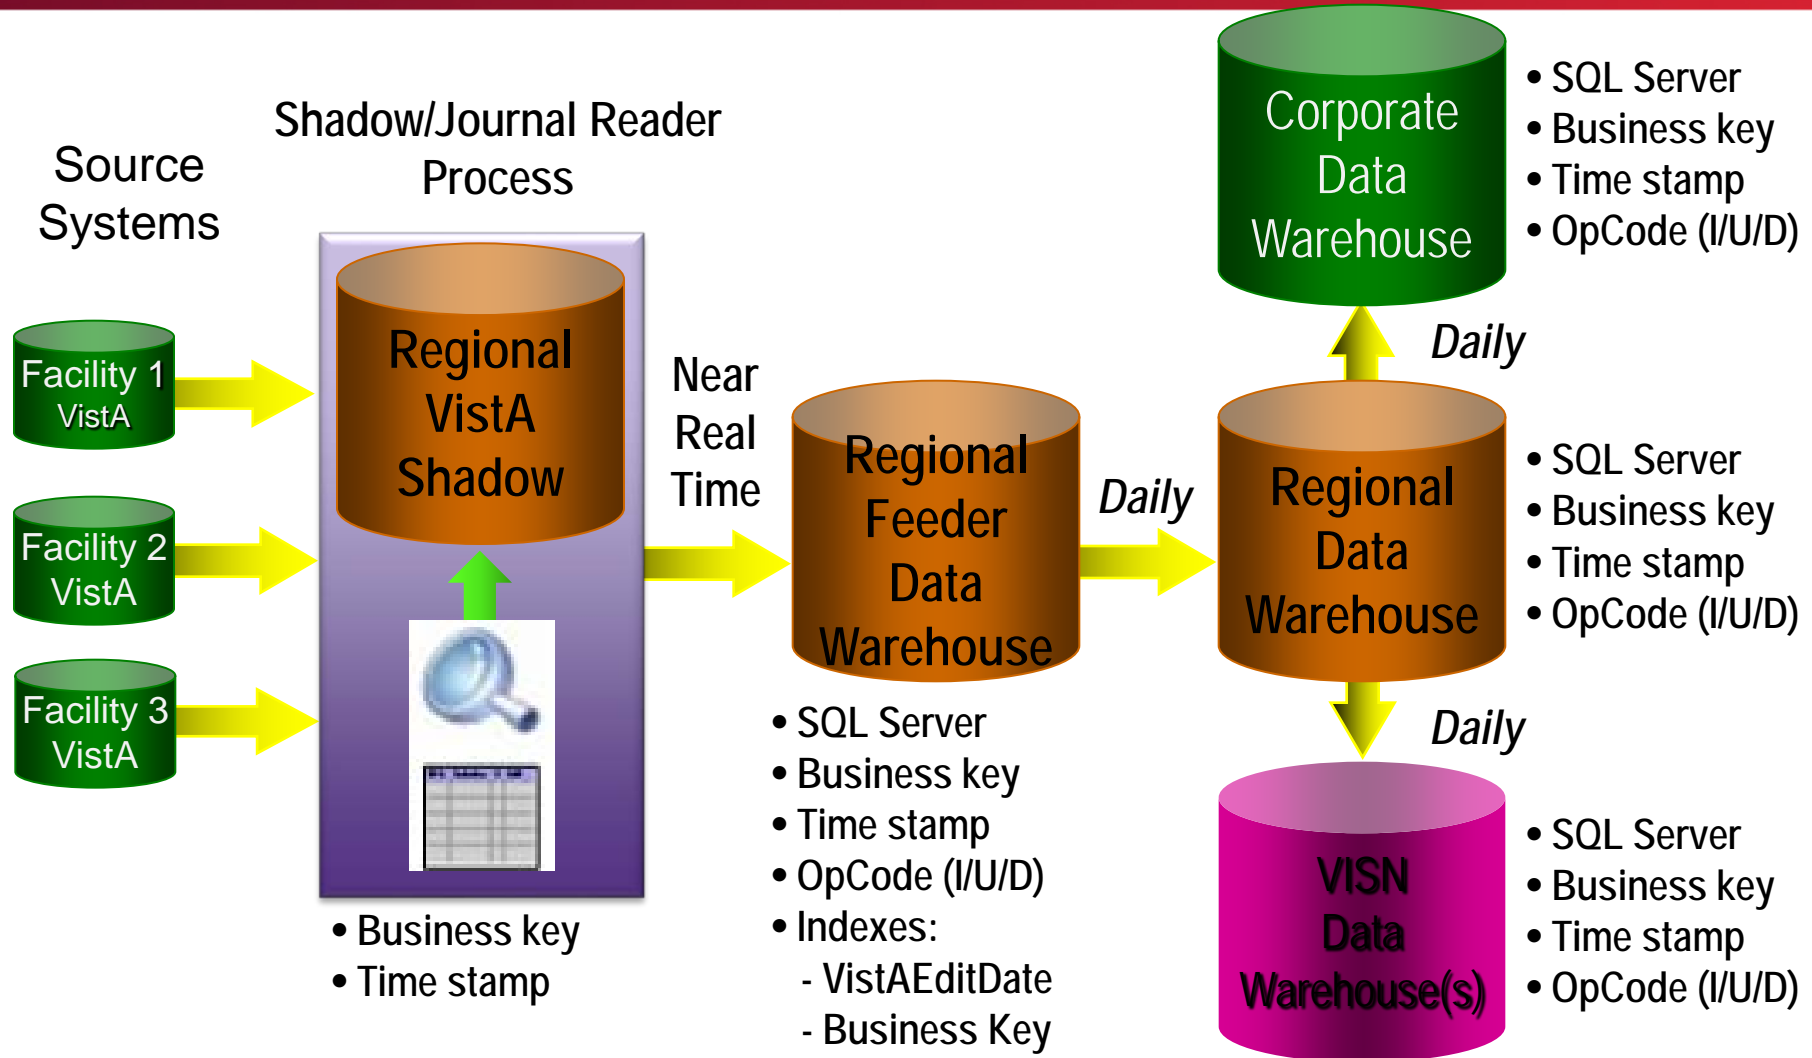 Source
Systems
Facility 1
VistA
Facility 2
VistA
Facility 3
VistA
Shadow/Journal Reader
Process
Regional
VistA
Shadow
• Business key
• Time stamp
Near
Real
Time
Regional
Feeder
Data
Warehouse
• SQL Server
• Business key
• Time stamp
• OpCode (I/U/D)
• Indexes:
- VistAEditDate
- Business Key
Daily
Regional
Data
Warehouse
• SQL Server
• Business key
• Time stamp
• OpCode (I/U/D)
Daily
Corporate
Data
Warehouse
• SQL Server
• Business key
• Time stamp
• OpCode (I/U/D)
Daily
VISN
Data
Warehouse(s)
• SQL Server
• Business key
• Time stamp
• OpCode (I/U/D)